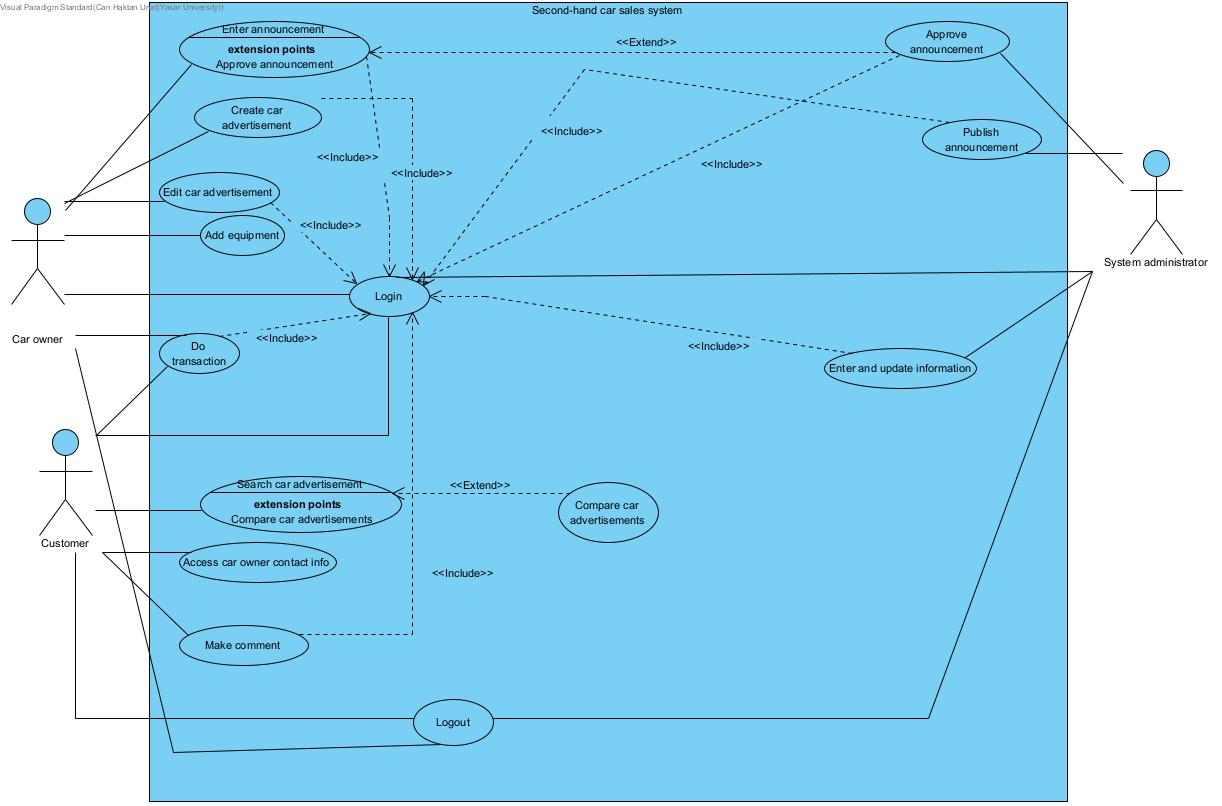 Visual Paradigm Standard(Can Haktan Urat(Yasar University))
Second-hand car sales system
Enter announcement
extension points
Approve announcement
<<Extend>>
Approve
announcement
Create car
advertisement
<<Include>>
Publish
announcement
<<Include>>
<<Include>>
<<Include>>
Edit car advertisement
<<Include>>
Add equipment
System administrator
Login
Car owner
<<Include>>
Do
transaction
<<Include>>
Enter and update information
Search car advertisement
extension points
Compare car advertisements
<<Extend>>
Compare car
advertisements
Customer
Access car owner contact info
<<Include>>
Make comment
Logout